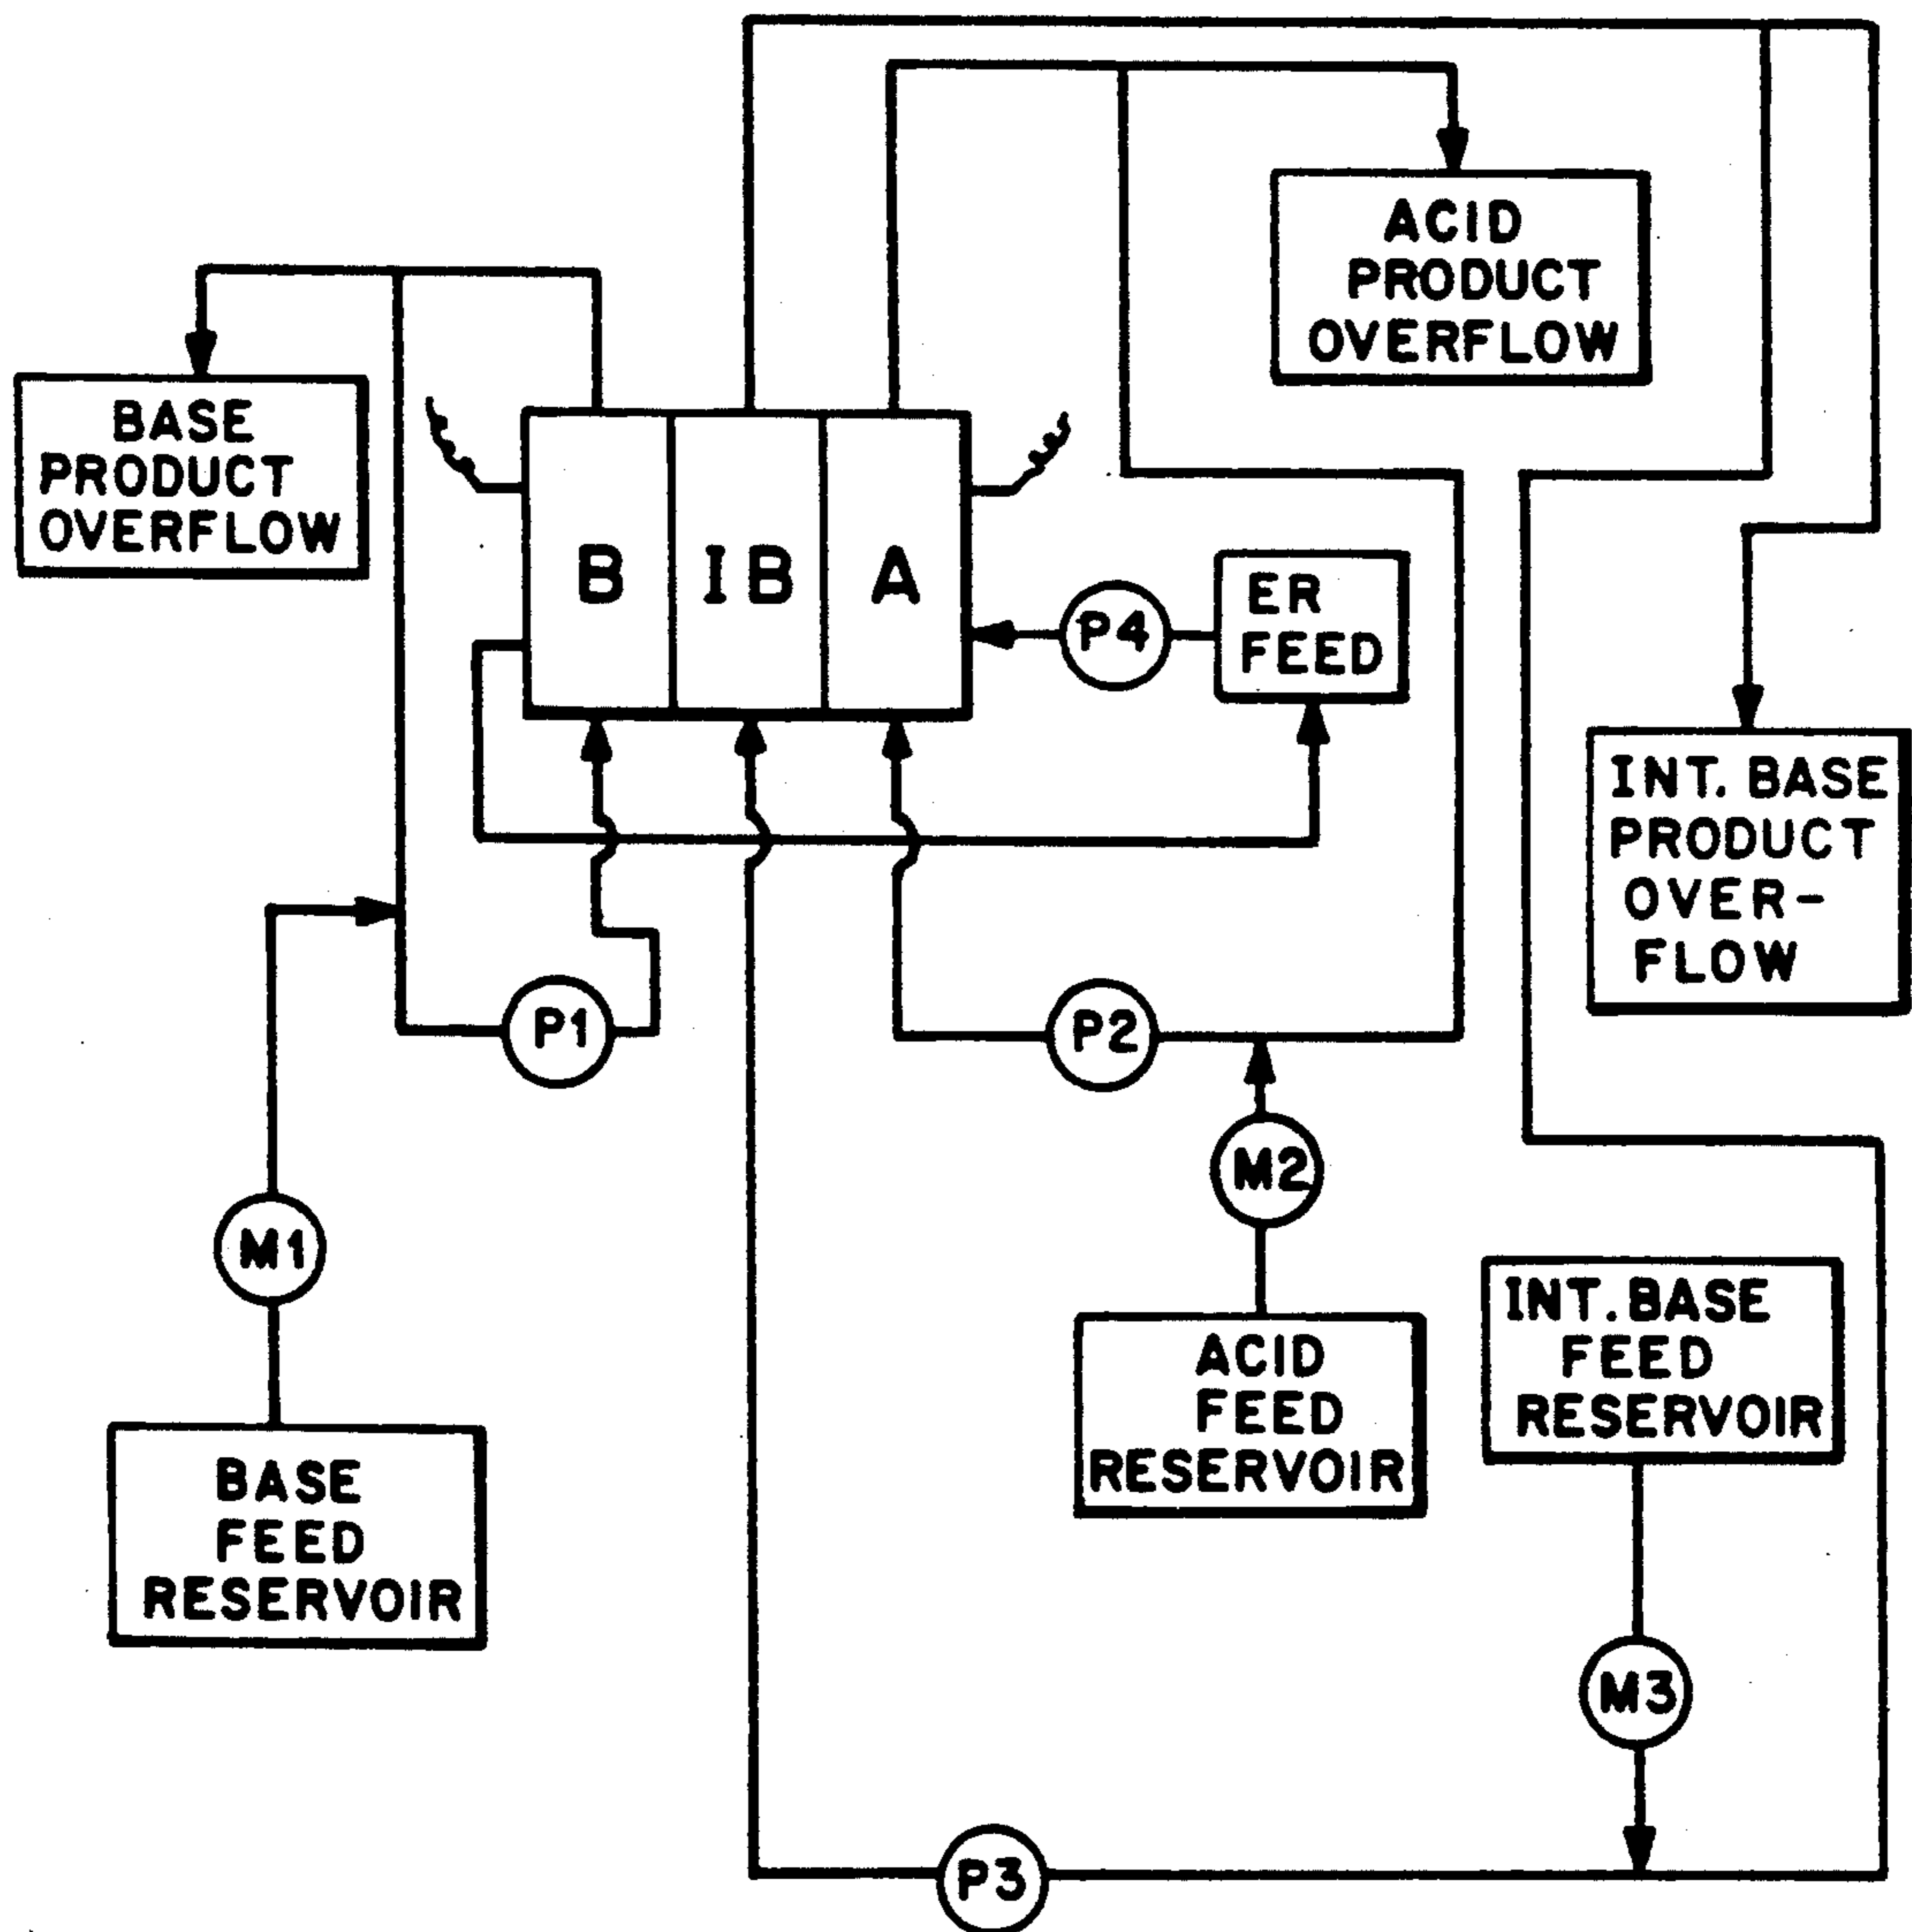 ACID
PRODUCT
OVERFLOW
BASE
PRODUCT
OVERFLOW
B
IB
A
P4
ER
FEED
INT. BASE
PRODUCT
OVER-
FLOW
P1
P2
M2
M1
INT. BASE
FEED
RESERVOIR
ACID
FEED
RESERVOIR
BASE
FEED
RESERVOIR
M3
P3